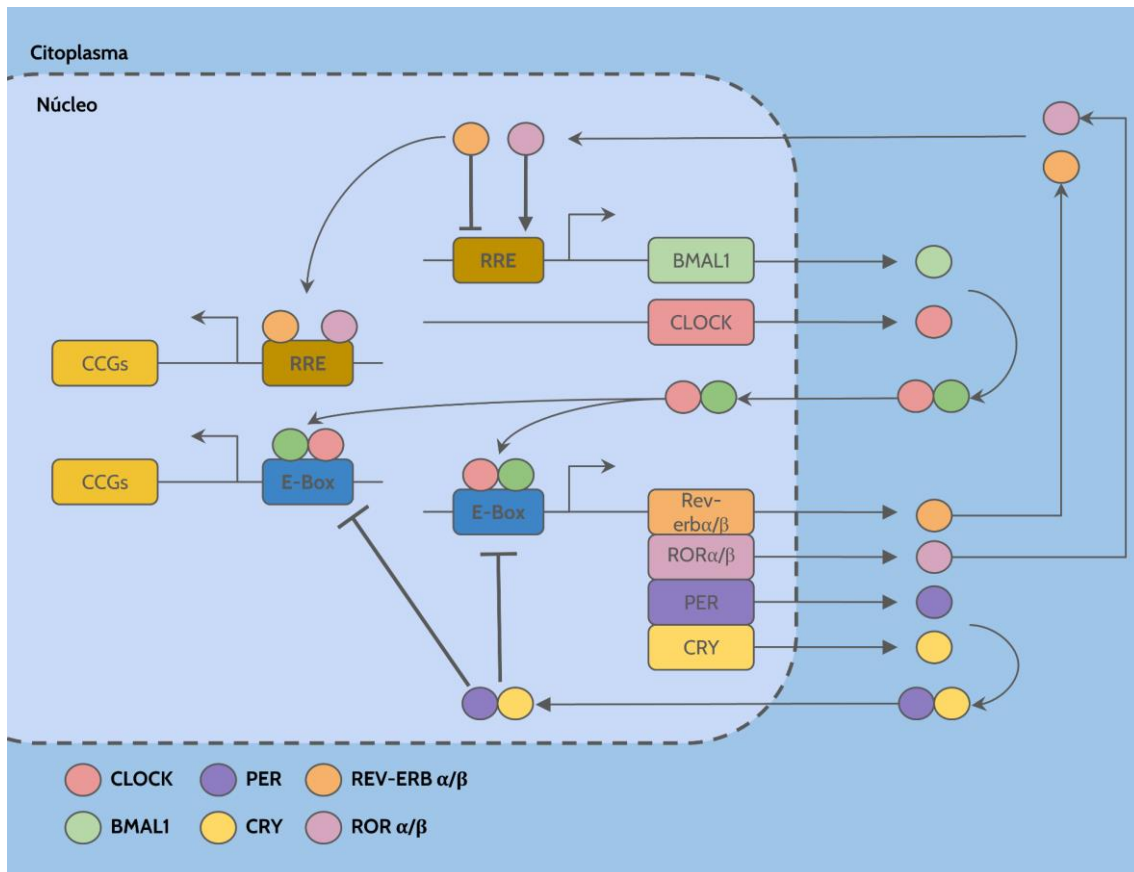 Citoplasma
Núcleo
RRE
BMAL1
CLOCK
CCGs
RRE
CCGs
E-Box
E-Box
Rev-
erbα/β
RORα/β
PER
CRY
CLOCK
PER
REV-ERB α/β
BMAL1
CRY
ROR α/β